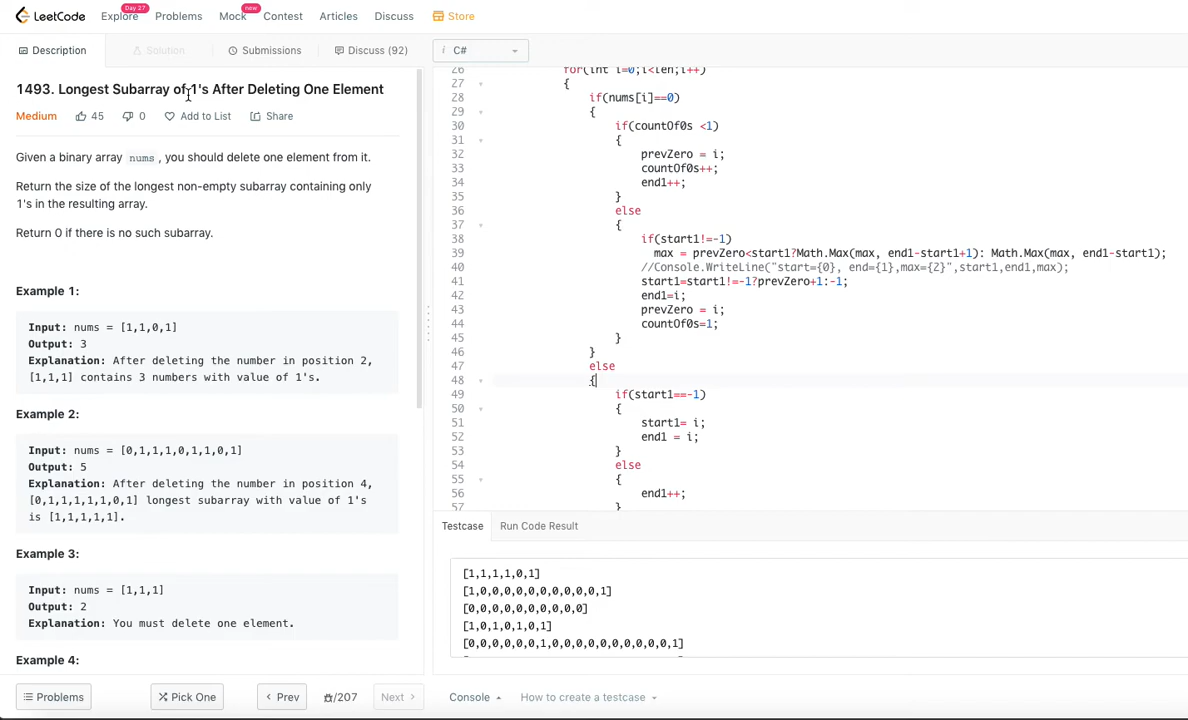 LeetCode Explore Day 27 Problems Mock new Contest Articles Discuss Store
Description Solution Submissions Discuss (92) i C#
1493. Longest Subarray of 1's After Deleting One Element
Medium 45 0 Add to List Share
Given a binary array nums, you should delete one element from it.
Return the size of the longest non-empty subarray containing only
1's in the resulting array.
Return 0 if there is no such subarray.
Example 1:
Input: nums = [1,1,0,1]
Output: 3
Explanation: After deleting the number in position 2,
[1,1,1] contains 3 numbers with value of 1's.
Example 2:
Input: nums = [0,1,1,1,0,1,1,0,1]
Output: 5
Explanation: After deleting the number in position 4,
[0,1,1,1,1,1,0,1] longest subarray with value of 1's
is [1,1,1,1,1].
Example 3:
Input: nums = [1,1,1]
Output: 2
Explanation: You must delete one element.
Example 4:
26 for(int i=0;i<len;i++)
27 {
28 if(nums[i]==0)
29 {
30 if(countOf0s <1)
31 {
32 prevZero = i;
33 countOf0s++;
34 end1++;
35 }
36 else
37 {
38 if(start1!=-1)
39 max = prevZero<start1?Math.Max(max, end1-start1+1): Math.Max(max, end1-start1);
40 //Console.WriteLine("start={0}, end={1},max={2}",start1,end1,max);
41 start1=start1!=-1?prevZero+1:-1;
42 end1=i;
43 prevZero = i;
44 countOf0s=1;
45 }
46 }
47 else
48 {
49 if(start1==-1)
50 {
51 start1= i;
52 end1 = i;
53 }
54 else
55 {
56 end1++;
57 }
Testcase Run Code Result
[1,1,1,1,0,1]
[1,0,0,0,0,0,0,0,0,0,1]
[0,0,0,0,0,0,0,0,0]
[1,0,1,0,1,0,1]
[0,0,0,0,0,0,1,0,0,0,0,0,0,0,0,0,1]
Problems Pick One Prev /207 Next Console How to create a testcase